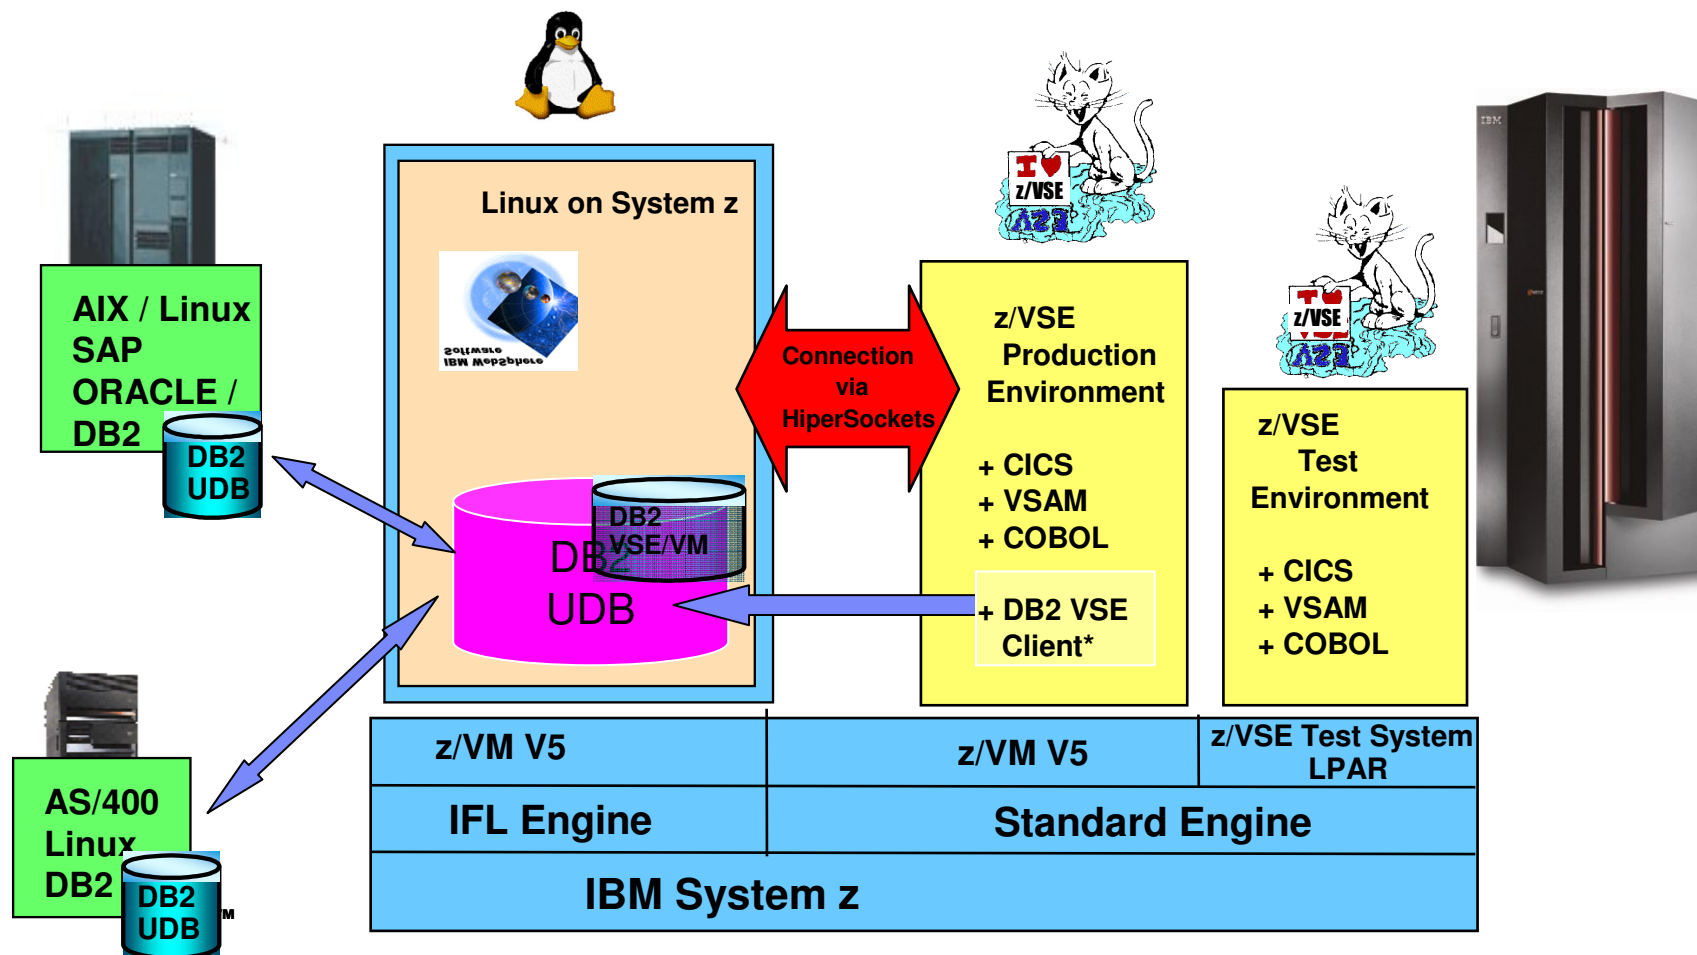 I ♥
z/VSE
IBM
Linux on System z
IBM WebSphere
Software
AIX / Linux
SAP
ORACLE /
DB2
DB2
UDB
Connection
via
HiperSockets
z/VSE
Production
Environment
+ CICS
+ VSAM
+ COBOL
+ DB2 VSE
Client*
z/VSE
z/VSE
Test
Environment
+ CICS
+ VSAM
+ COBOL
DB2
VSE/VM
DB2
UDB
AS/400
Linux
DB2
DB2
UDB
z/VM V5
z/VM V5
z/VSE Test System
LPAR
IFL Engine
Standard Engine
IBM System z